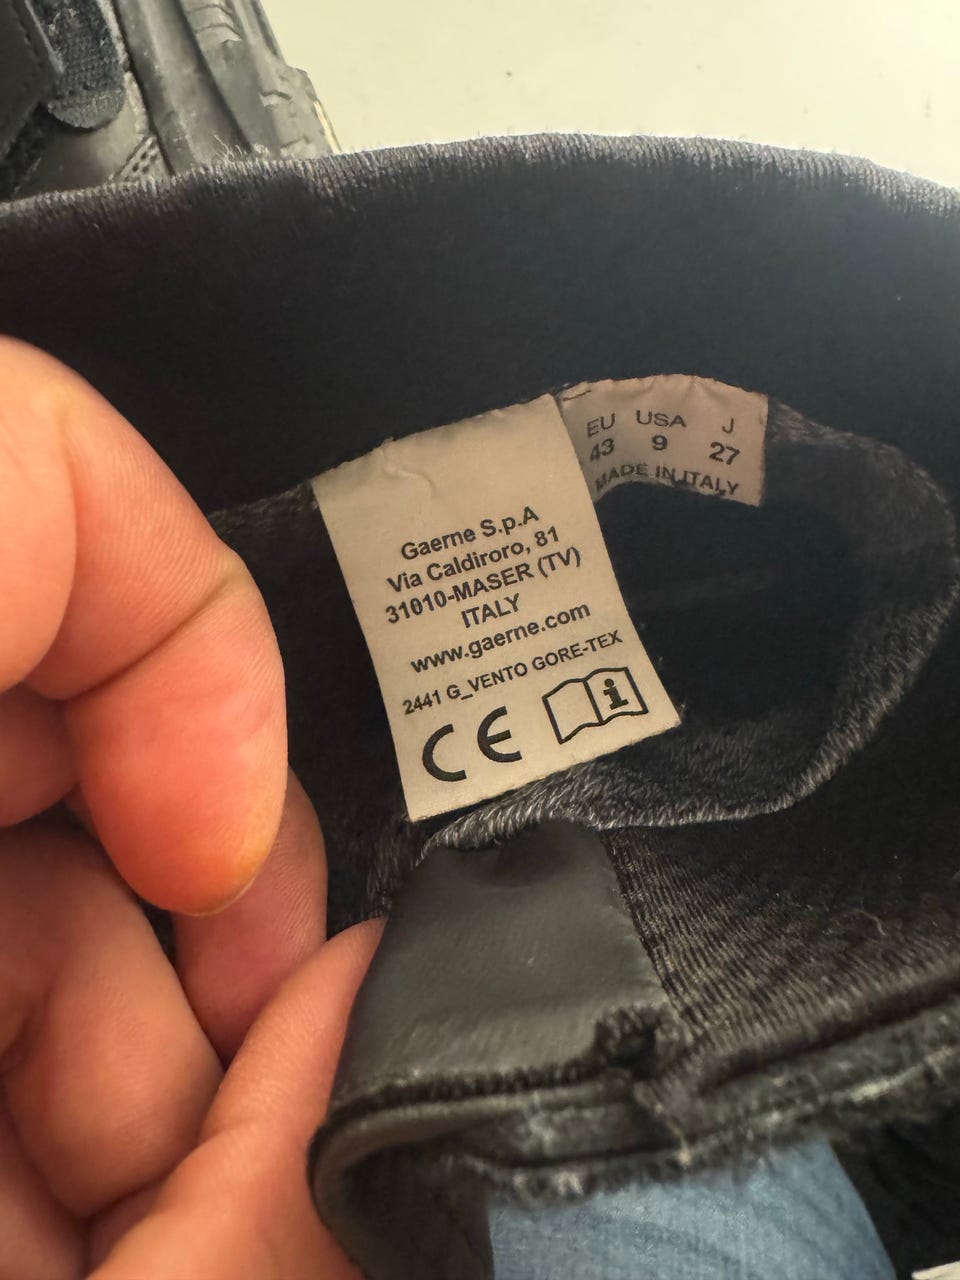 Gaerne S.p.A
Via Caldiroro, 81
31010-MASER (TV)
ITALY
www.gaerne.com
2441 G_VENTO GORE-TEX
CE
i
EU USA J
43 9 27
MADE IN ITALY